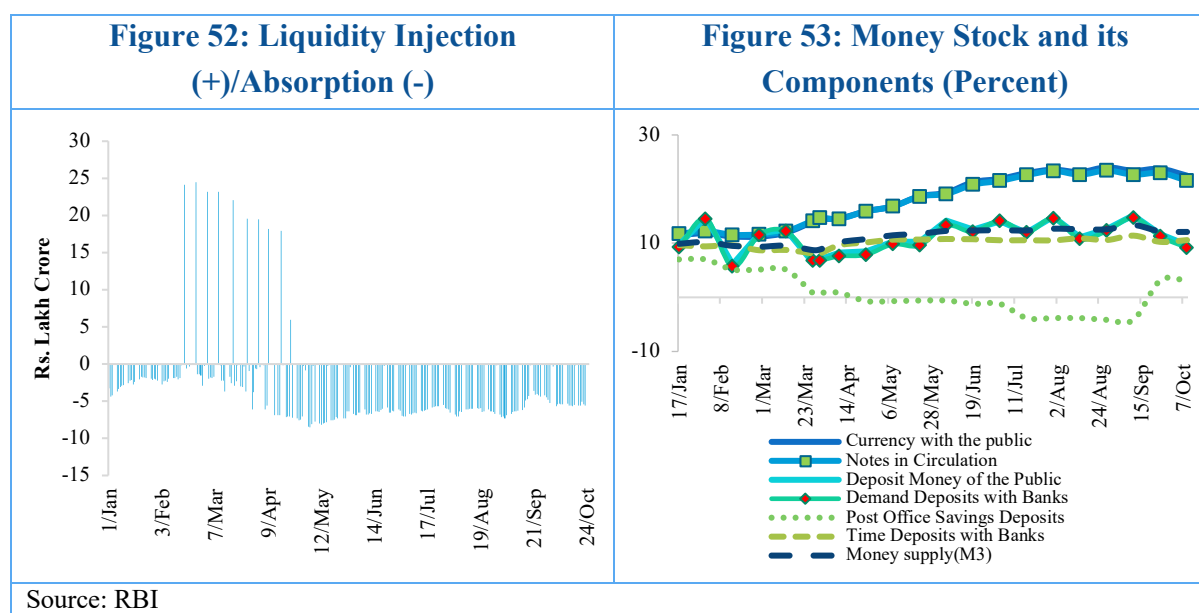 Figure 52: Liquidity Injection
(+)/Absorption (-)
Rs. Lakh Crore
30
25
20
15
10
5
0
-5
-10
-15
1/Jan
3/Feb
7/Mar
9/Apr
12/May
14/Jun
17/Jul
19/Aug
21/Sep
24/Oct
Figure 53: Money Stock and its
Components (Percent)
30
10
-10
17/Jan
8/Feb
1/Mar
23/Mar
14/Apr
6/May
28/May
19/Jun
11/Jul
2/Aug
24/Aug
15/Sep
7/Oct
Currency with the public
Notes in Circulation
Deposit Money of the Public
Demand Deposits with Banks
Post Office Savings Deposits
Time Deposits with Banks
Money supply(M3)
Source: RBI